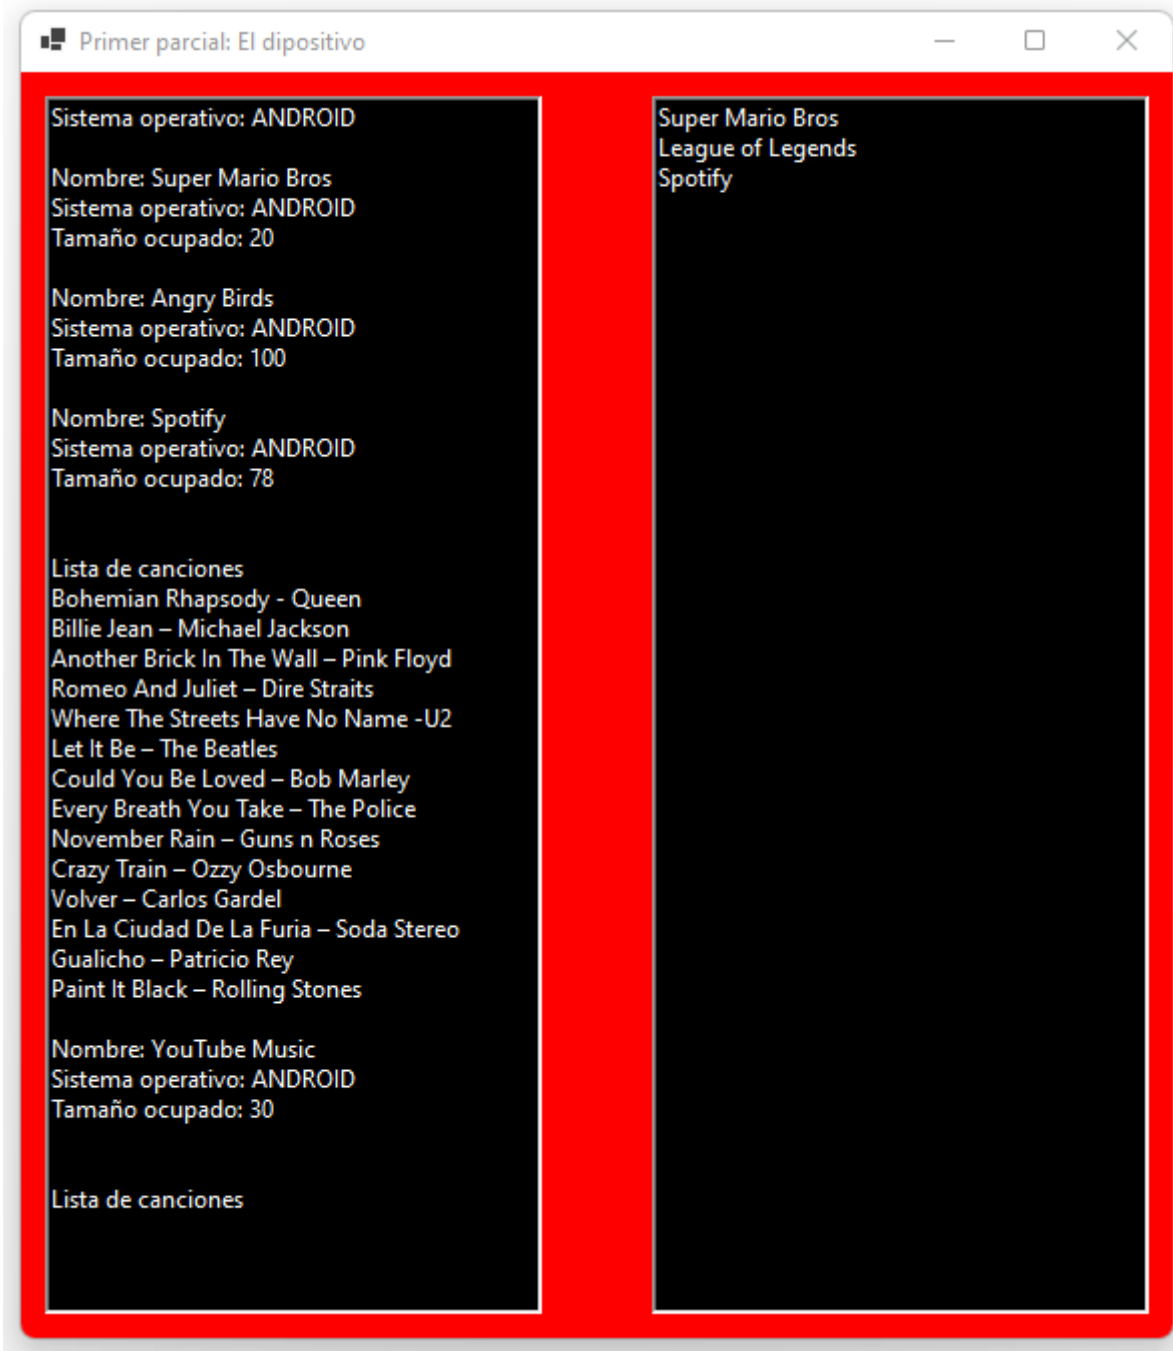 Primer parcial: El dipositivo
Sistema operativo: ANDROID
Nombre: Super Mario Bros
Sistema operativo: ANDROID
Tamaño ocupado: 20
Nombre: Angry Birds
Sistema operativo: ANDROID
Tamaño ocupado: 100
Nombre: Spotify
Sistema operativo: ANDROID
Tamaño ocupado: 78
Lista de canciones
Bohemian Rhapsody - Queen
Billie Jean – Michael Jackson
Another Brick In The Wall – Pink Floyd
Romeo And Juliet – Dire Straits
Where The Streets Have No Name -U2
Let It Be – The Beatles
Could You Be Loved – Bob Marley
Every Breath You Take – The Police
November Rain – Guns n Roses
Crazy Train – Ozzy Osbourne
Volver – Carlos Gardel
En La Ciudad De La Furia – Soda Stereo
Gualicho – Patricio Rey
Paint It Black – Rolling Stones
Nombre: YouTube Music
Sistema operativo: ANDROID
Tamaño ocupado: 30
Lista de canciones
Super Mario Bros
League of Legends
Spotify